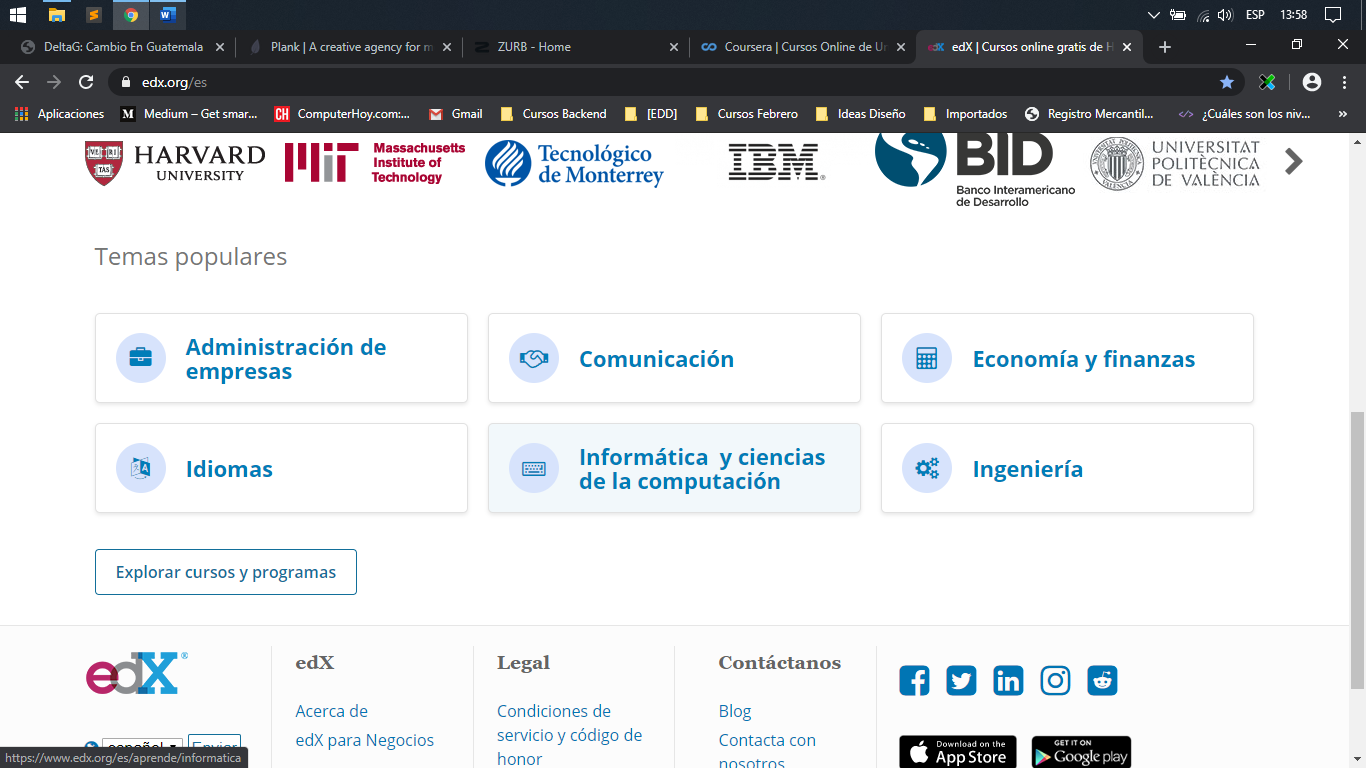 ESP
13:58
DeltaG: Cambio En Guatemala
Plank | A creative agency for m
ZURB - Home
Coursera | Cursos Online de Un
edX | Cursos online gratis de H
edx.org/es
Aplicaciones
Medium – Get smar...
ComputerHoy.com:...
Gmail
Cursos Backend
[EDD]
Cursos Febrero
Ideas Diseño
Importados
Registro Mercantil...
¿Cuáles son los niv...
»
VE RI TAS
HARVARD
UNIVERSITY
Massachusetts
Institute of
Technology
Tecnológico
de Monterrey
IBM
BID
Banco Interamericano
de Desarrollo
UNIVERSITAT
POLITÈCNICA
DE VALÈNCIA
Temas populares
Administración de
empresas
Comunicación
Economía y finanzas
Idiomas
Informática y ciencias
de la computación
Ingeniería
Explorar cursos y programas
edX
edX
Acerca de
edX para Negocios
Legal
Condiciones de
servicio y código de
honor
Contáctanos
Blog
Contacta con
nosotros
Download on the
App Store
GET IT ON
Google play
español
Enviar
https://www.edx.org/es/aprende/informatica